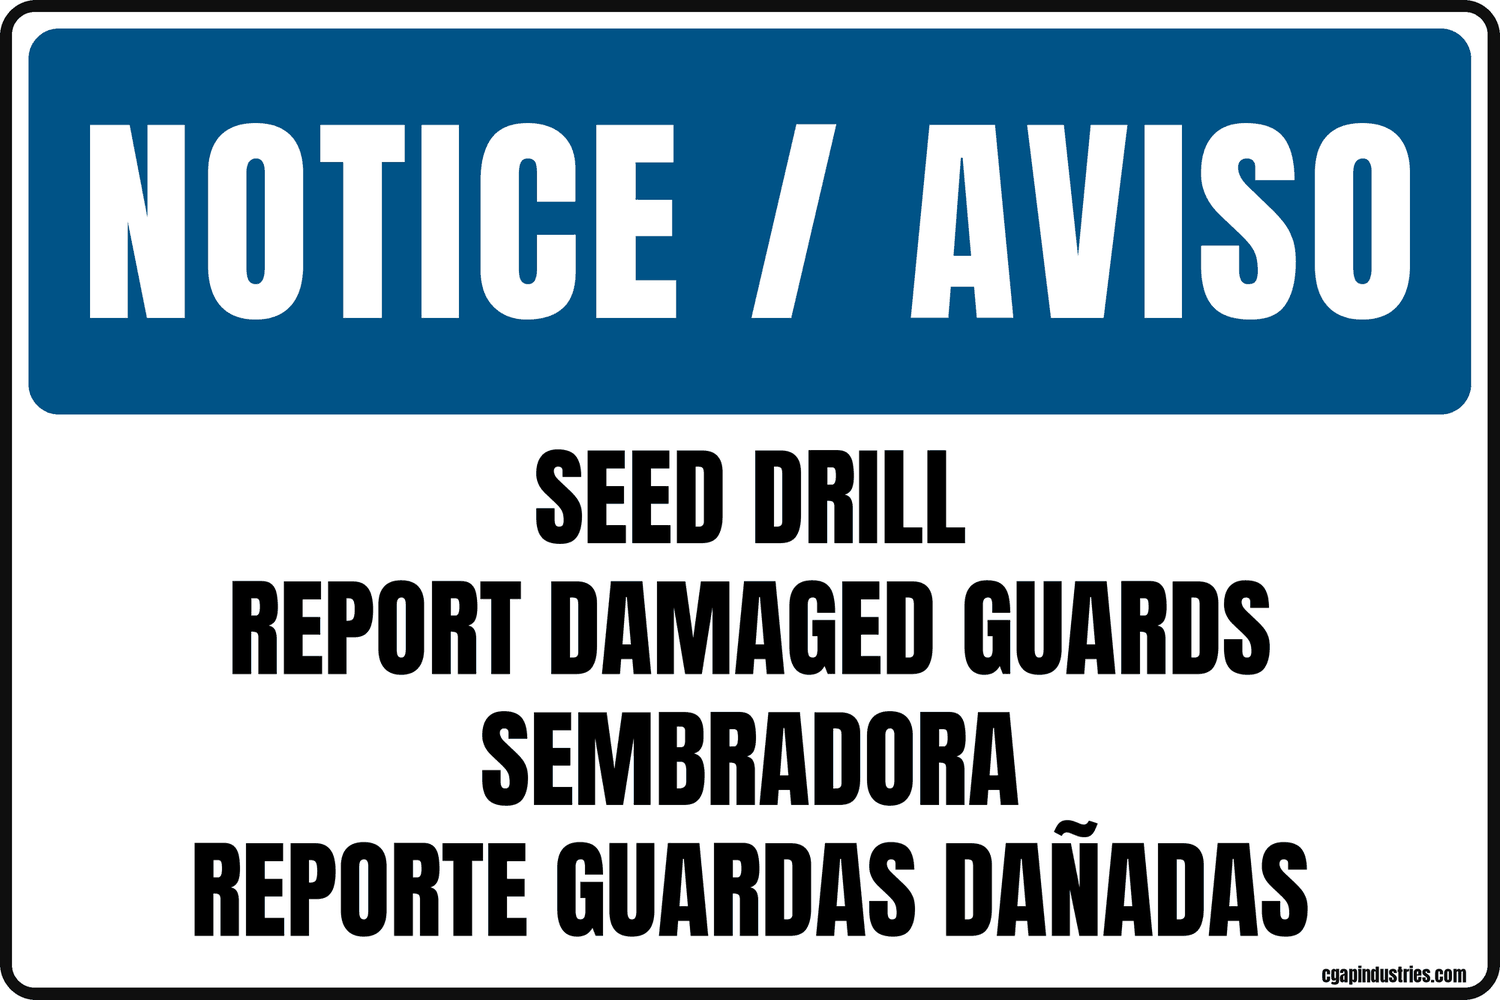 NOTICE / AVISO
SEED DRILL
REPORT DAMAGED GUARDS
SEMBRADORA
REPORTE GUARDAS DAÑADAS
cgapindustries.com